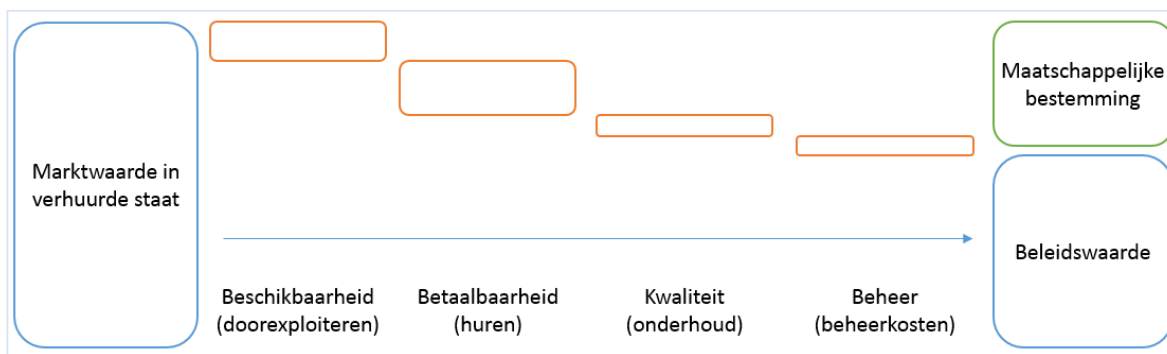 Marktwaarde in
verhuurde staat
Beschikbaarheid
(doorexploiteren)
Betaalbaarheid
(huren)
Kwaliteit
(onderhoud)
Beheer
(beheerkosten)
Maatschappelijke
bestemming
Beleidswaarde